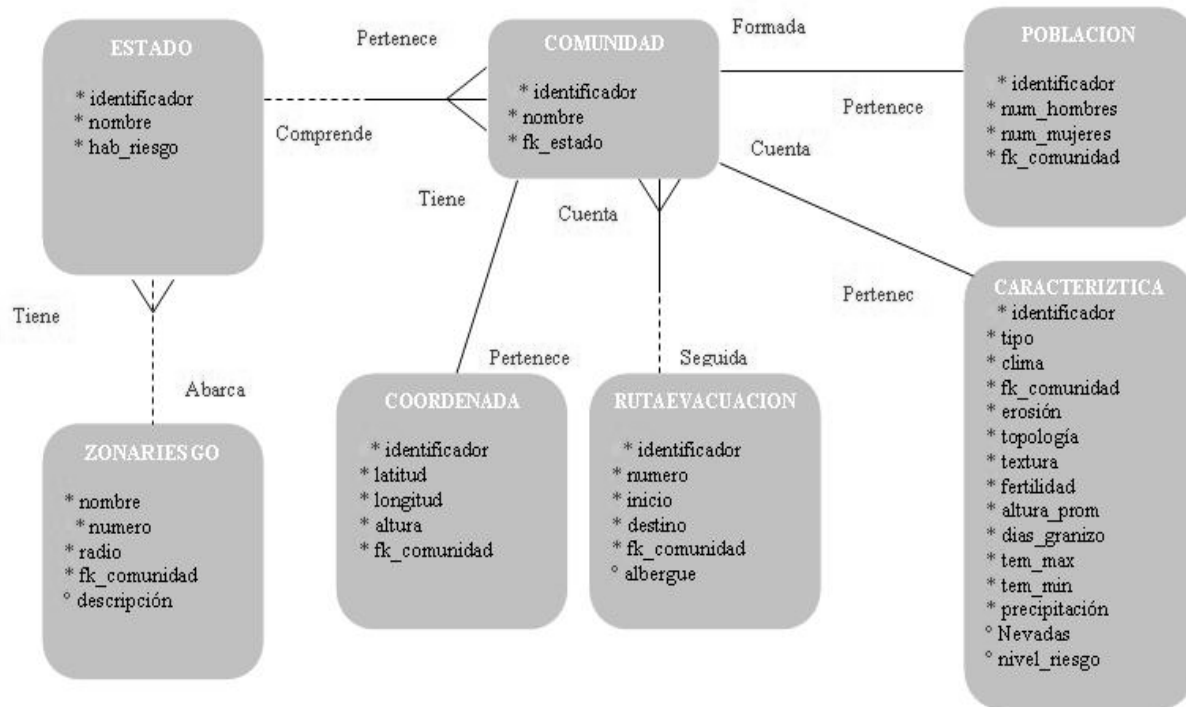 ESTADO
* identificador
* nombre
* hab_riesgo
Pertenece
Comprende
COMUNIDAD
* identificador
* nombre
* fk_estado
Formada
Pertenece
POBLACION
* identificador
* num_hombres
* num_mujeres
* fk_comunidad
Cuenta
Pertenec
Tiene
Cuenta
Pertenece
Seguida
Tiene
Abarca
ZONARIESGO
* nombre
* numero
* radio
* fk_comunidad
° descripción
COORDENADA
* identificador
* latitud
* longitud
* altura
* fk_comunidad
RUTAEVACUACION
* identificador
* numero
* inicio
* destino
* fk_comunidad
° albergue
CARACTERIZTICA
* identificador
* tipo
* clima
* fk_comunidad
* erosión
* topología
* textura
* fertilidad
* altura_prom
* dias_granizo
* tem_max
* tem_min
* precipitación
° Nevadas
° nivel_riesgo